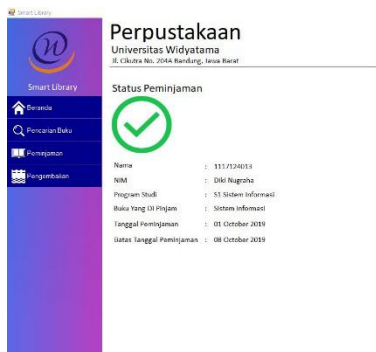 Smart Library
Perpustakaan
Universitas Widyatama
Jl. Cikutra No. 204A Bandung, Jawa Barat
Smart Library
Beranda
Pencarian Buku
Peminjaman
Pengembalian
Status Peminjaman
Nama : 1117124013
NIM : Diki Nugraha
Program Studi : S1 Sistem Informasi
Buku Yang Di Pinjam : Sistem Informasi
Tanggal Peminjaman : 01 October 2019
Batas Tanggal Peminjaman : 08 October 2019